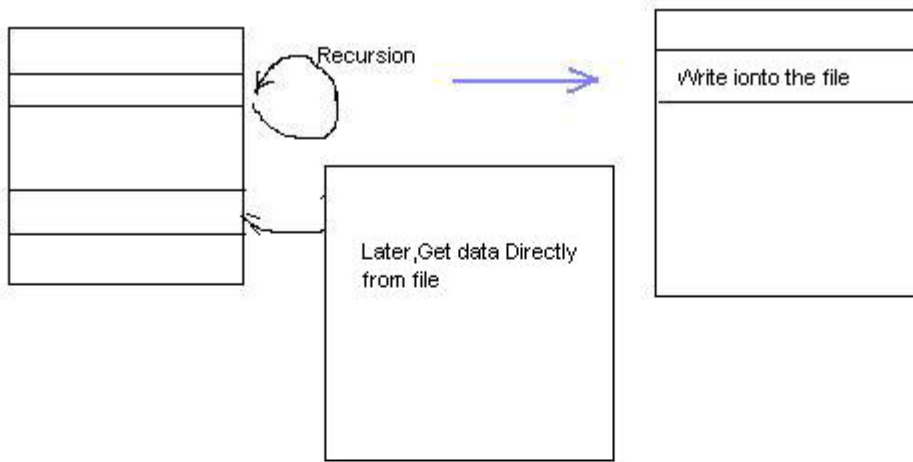 Recursion
Write ionto the file
Later,Get data Directly
from file